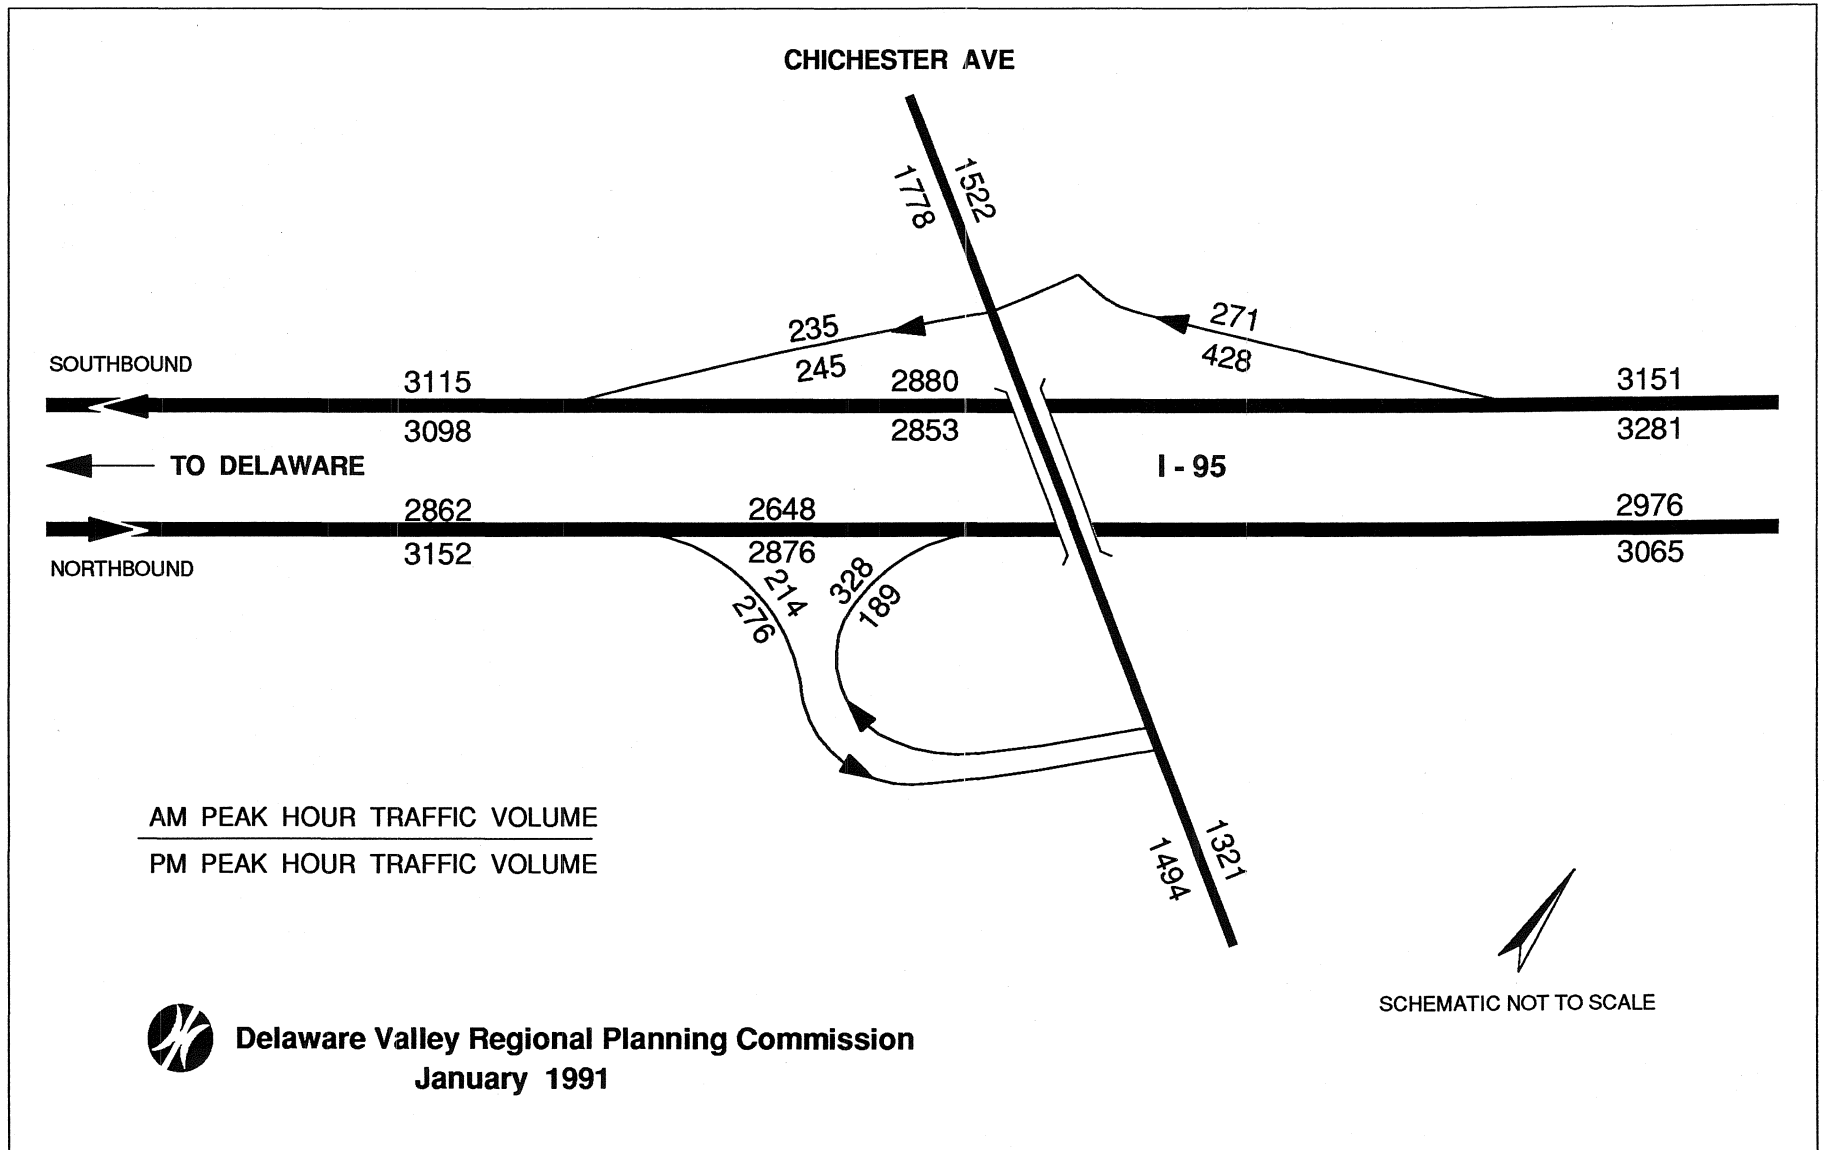 CHICHESTER AVE
1522
1778
235
245
271
428
SOUTHBOUND
3115
3098
2880
2853
3151
3281
TO DELAWARE
I - 95
2862
3152
2648
2876
2976
3065
NORTHBOUND
214
276
328
189
AM PEAK HOUR TRAFFIC VOLUME
PM PEAK HOUR TRAFFIC VOLUME
1321
1494
SCHEMATIC NOT TO SCALE
Delaware Valley Regional Planning Commission
January 1991